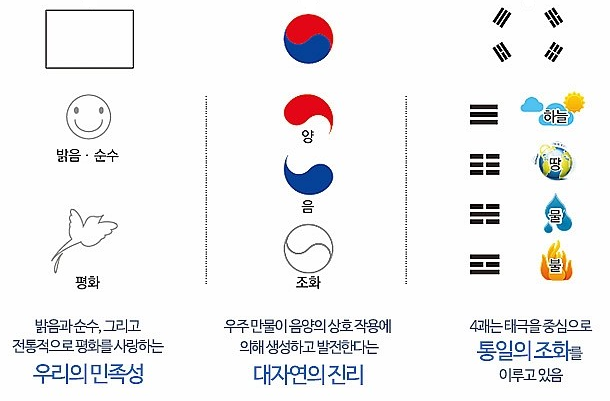 밝음 · 순수
평화
밝음과 순수, 그리고
전통적으로 평화를 사랑하는
우리의 민족성
양
음
조화
우주 만물이 음양의 상호 작용에
의해 생성하고 발전한다는
대자연의 진리
하늘
땅
물
불
4괘는 태극을 중심으로
통일의 조화를
이루고 있음